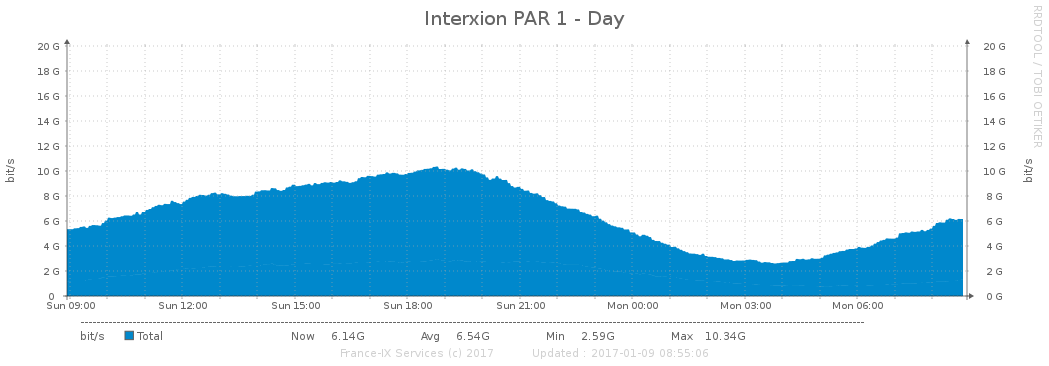 Interxion PAR 1 - Day
RRDTOOL / TOBI OETIKER
bit/s
20 G
18 G
16 G
14 G
12 G
10 G
8 G
6 G
4 G
2 G
0
20 G
18 G
16 G
14 G
12 G
10 G
8 G
6 G
4 G
2 G
0 G
bit/s
Sun 09:00 Sun 12:00 Sun 15:00 Sun 18:00 Sun 21:00 Mon 00:00 Mon 03:00 Mon 06:00
bit/s Total Now 6.14G Avg 6.54G Min 2.59G Max 10.34G
France-IX Services (c) 2017 Updated : 2017-01-09 08:55:06